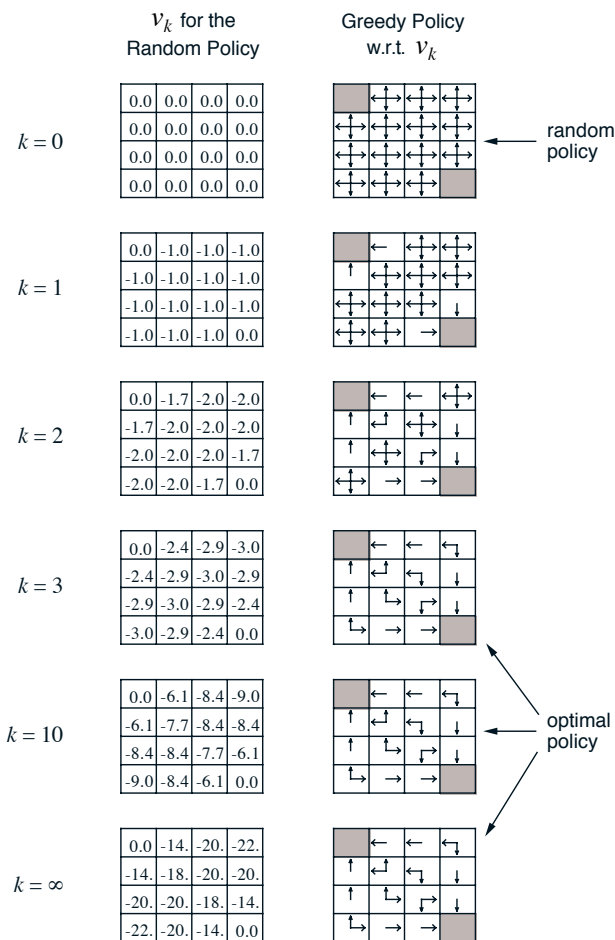 v_k for the
Random Policy
Greedy Policy
w.r.t. v_k
k = 0
0.0 0.0 0.0 0.0
0.0 0.0 0.0 0.0
0.0 0.0 0.0 0.0
0.0 0.0 0.0 0.0
random
policy
k = 1
0.0 -1.0 -1.0 -1.0
-1.0 -1.0 -1.0 -1.0
-1.0 -1.0 -1.0 -1.0
-1.0 -1.0 -1.0 0.0
k = 2
0.0 -1.7 -2.0 -2.0
-1.7 -2.0 -2.0 -2.0
-2.0 -2.0 -2.0 -1.7
-2.0 -2.0 -1.7 0.0
k = 3
0.0 -2.4 -2.9 -3.0
-2.4 -2.9 -3.0 -2.9
-2.9 -3.0 -2.9 -2.4
-3.0 -2.9 -2.4 0.0
k = 10
0.0 -6.1 -8.4 -9.0
-6.1 -7.7 -8.4 -8.4
-8.4 -8.4 -7.7 -6.1
-9.0 -8.4 -6.1 0.0
optimal
policy
k = ∞
0.0 -14. -20. -22.
-14. -18. -20. -20.
-20. -20. -18. -14.
-22. -20. -14. 0.0